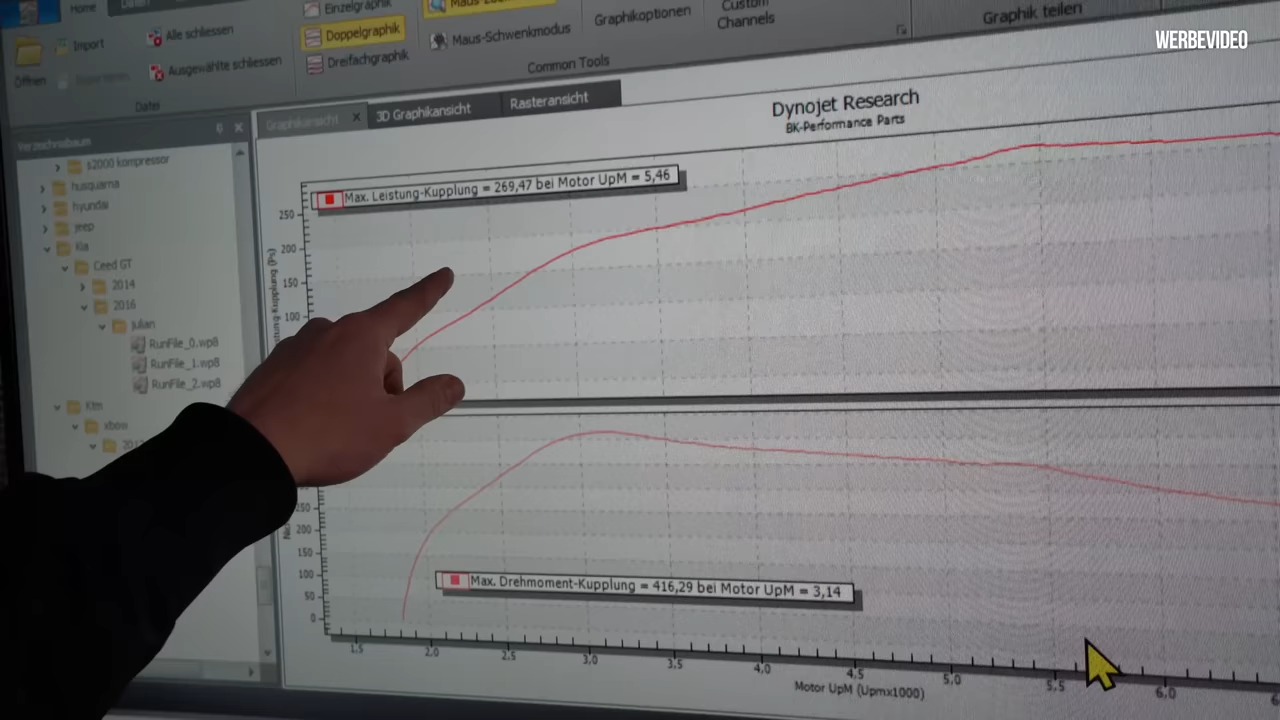 WERBEVIDEO
Home
Einzelgraphik
Import
Alle schliessen
Doppelgraphik
Maus-Schwenkmodus
Graphikoptionen
Custom
Channels
Graphik teilen
Öffnen
Ausgewählte schliessen
Dreifachgraphik
Common Tools
Datei
Verzeichnisbaum
Graphikansicht
3D Graphikansicht
Rasteransicht
Dynojet Research
BK-Performance Parts
s2000 kompressor
husqvarna
hyundai
jeep
Kia
Ceed GT
2014
2016
Julian
RunFile_0.wp8
RunFile_1.wp8
RunFile_2.wp8
Ktm
xbow
Max. Leistung-Kupplung = 269,47 bei Motor UpM = 5,46
250
200
150
100
Max. Drehmoment-Kupplung = 416,29 bei Motor UpM = 3,14
250
200
150
100
50
0
1,5 2,0 2,5 3,0 3,5 4,0 4,5 5,0 5,5 6,0
Motor UpM (Upmx1000)